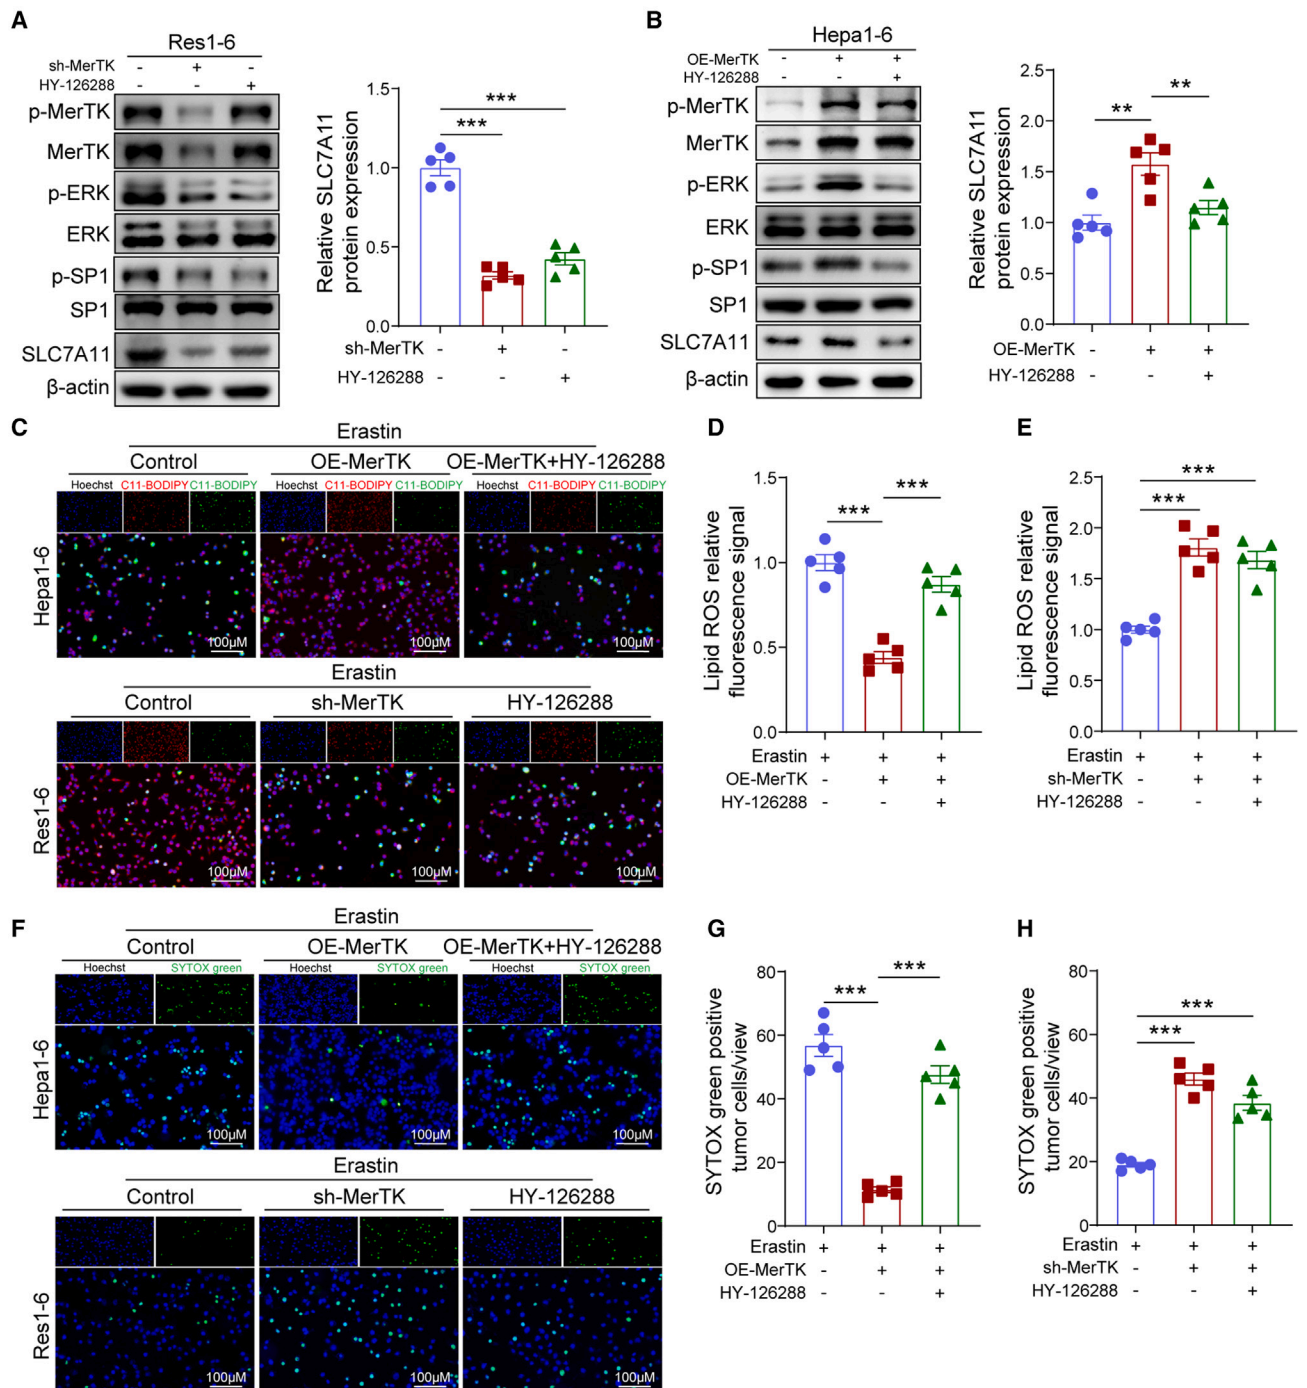 A
Res1-6
sh-MerTK - + -
HY-126288 - - +
p-MerTK
MerTK
p-ERK
ERK
p-SP1
SP1
SLC7A11
β-actin
Relative SLC7A11
protein expression
1.5
1.0
0.5
0.0
***
***
sh-MerTK - + -
HY-126288 - - +
B
Hepa1-6
OE-MerTK - + +
HY-126288 - - +
p-MerTK
MerTK
p-ERK
ERK
p-SP1
SP1
SLC7A11
β-actin
Relative SLC7A11
protein expression
2.5
2.0
1.5
1.0
0.5
0.0
** **
OE-MerTK - + +
HY-126288 - - +
C
Erastin
Control OE-MerTK OE-MerTK+HY-126288
Hoechst C11-BODIPY C11-BODIPY Hoechst C11-BODIPY C11-BODIPY Hoechst C11-BODIPY C11-BODIPY
Hepa1-6
100μM 100μM 100μM
Erastin
Control sh-MerTK HY-126288
Res1-6
100μM 100μM 100μM
D
Lipid ROS relative
fluorescence signal
1.5
1.0
0.5
0.0
***
***
Erastin + + +
OE-MerTK - + +
HY-126288 - - +
E
Lipid ROS relative
fluorescence signal
2.5
2.0
1.5
1.0
0.5
0.0
***
***
Erastin + + +
sh-MerTK - + +
HY-126288 - - +
F
Erastin
Control OE-MerTK OE-MerTK+HY-126288
Hoechst SYTOX green Hoechst SYTOX green Hoechst SYTOX green
Hepa1-6
100μM 100μM 100μM
Erastin
Control sh-MerTK HY-126288
Res1-6
100μM 100μM 100μM
G
SYTOX green positive
tumor cells/view
80
60
40
20
0
***
***
Erastin + + +
OE-MerTK - + +
HY-126288 - - +
H
SYTOX green positive
tumor cells/view
80
60
40
20
0
***
***
Erastin + + +
sh-MerTK - + +
HY-126288 - - +